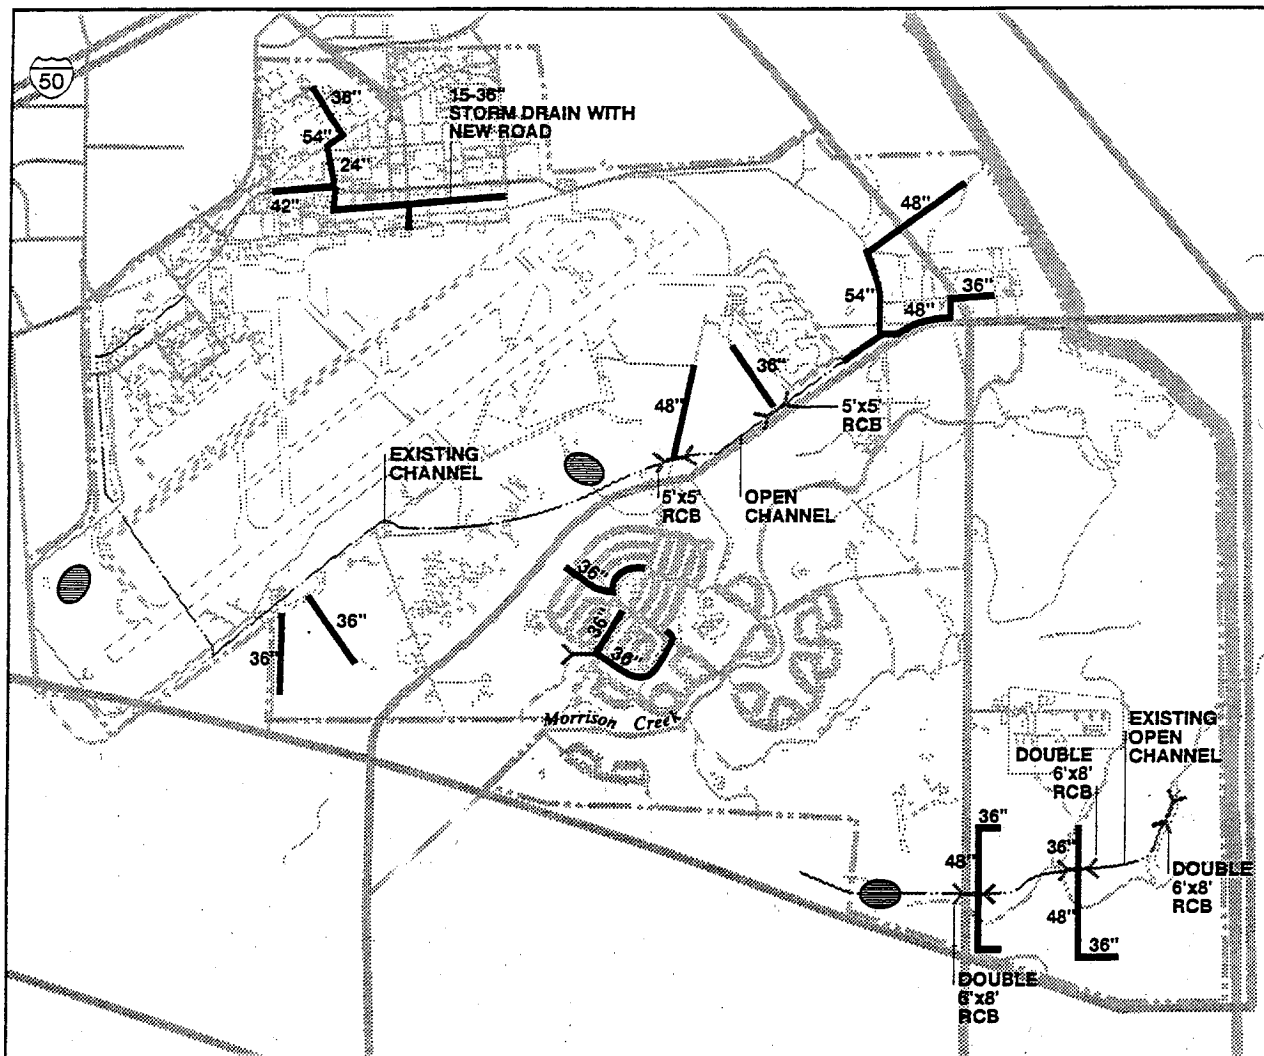 50
38"
15-36"
STORM DRAIN WITH
NEW ROAD
54"
24"
42"
48"
54"
36"
48"
36"
48"
5'x5'
RCB
EXISTING
CHANNEL
5'x5'
RCB
OPEN
CHANNEL
36"
36"
36"
36"
36"
Morrison Creek
EXISTING
OPEN
CHANNEL
DOUBLE
6'x8'
RCB
36"
48"
36"
48"
36"
DOUBLE
6'x8'
RCB
DOUBLE
6'x8'
RCB